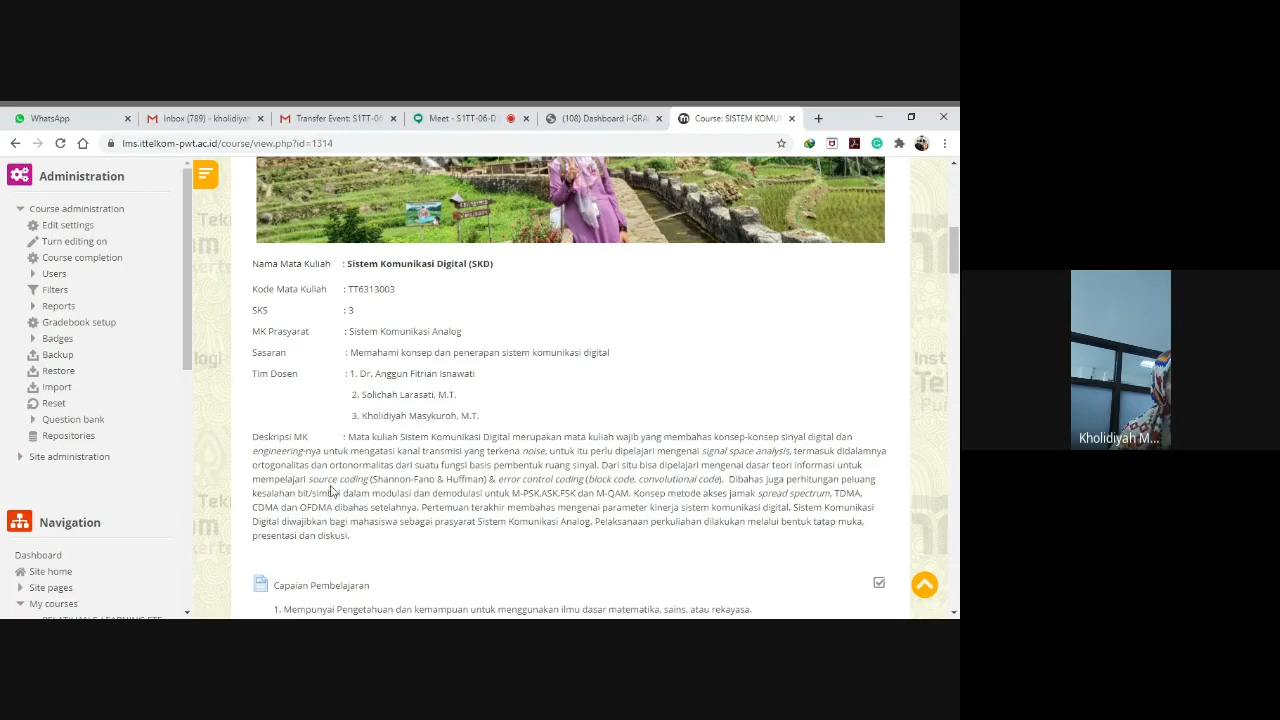 WhatsApp
Inbox (789) - kholidiyah
Transfer Event: S1TT-06
Meet - S1TT-06-D
(108) Dashboard i-GRA
Course: SISTEM KOMU
lms.ittelkom-pwt.ac.id/course/view.php?id=1314
Administration
Course administration
Edit settings
Turn editing on
Course completion
Users
Filters
Reports
Gradebook setup
Badges
Backup
Restore
Import
Reset
Question bank
Repositories
Site administration
Navigation
Dashboard
Site home
Site pages
My courses
Nama Mata Kuliah : Sistem Komunikasi Digital (SKD)
Kode Mata Kuliah : TT6313003
SKS : 3
MK Prasyarat : Sistem Komunikasi Analog
Sasaran : Memahami konsep dan penerapan sistem komunikasi digital
Tim Dosen : 1. Dr. Anggun Fitrian Isnawati
2. Solichah Larasati, M.T.
3. Kholidiyah Masykuroh, M.T.
Deskripsi MK : Mata kuliah Sistem Komunikasi Digital merupakan mata kuliah wajib yang membahas konsep-konsep sinyal digital dan
engineering-nya untuk mengatasi kanal transmisi yang terkena noise, untuk itu perlu dipelajari mengenai signal space analysis, termasuk didalamnya
ortogonalitas dan ortonormalitas dari suatu fungsi basis pembentuk ruang sinyal. Dari situ bisa dipelajari mengenai dasar teori informasi untuk
mempelajari source coding (Shannon-Fano & Huffman) & error control coding (block code, convolutional code). Dibahas juga perhitungan peluang
kesalahan bit/simbol dalam modulasi dan demodulasi untuk M-PSK,ASK,FSK dan M-QAM. Konsep metode akses jamak spread spectrum, TDMA,
CDMA dan OFDMA dibahas setelahnya. Pertemuan terakhir membahas mengenai parameter kinerja sistem komunikasi digital. Sistem Komunikasi
Digital diwajibkan bagi mahasiswa sebagai prasyarat Sistem Komunikasi Analog. Pelaksanaan perkuliahan dilakukan melalui bentuk tatap muka,
presentasi dan diskusi.
Capaian Pembelajaran
1. Mempunyai Pengetahuan dan kemampuan untuk menggunakan ilmu dasar matematika, sains, atau rekayasa.
Kholidiyah M...